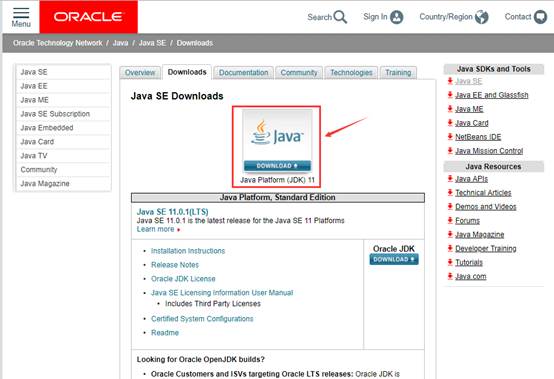 Menu
ORACLE
Search
Sign In
Country/Region
Contact
Oracle Technology Network / Java / Java SE / Downloads
Java SE
Java EE
Java ME
Java SE Subscription
Java Embedded
Java Card
Java TV
Community
Java Magazine
Overview
Downloads
Documentation
Community
Technologies
Training
Java SE Downloads
Java
DOWNLOAD
Java Platform (JDK) 11
Java Platform, Standard Edition
Java SE 11.0.1(LTS)
Java SE 11.0.1 is the latest release for the Java SE 11 Platforms
Learn more
• Installation Instructions
• Release Notes
• Oracle JDK License
• Java SE Licensing Information User Manual
• Includes Third Party Licenses
• Certified System Configurations
• Readme
Oracle JDK
DOWNLOAD
Looking for Oracle OpenJDK builds?
• Oracle Customers and ISVs targeting Oracle LTS releases: Oracle JDK is
Java SDKs and Tools
Java SE
Java EE and Glassfish
Java ME
Java Card
NetBeans IDE
Java Mission Control
Java Resources
Java APIs
Technical Articles
Demos and Videos
Forums
Java Magazine
Developer Training
Tutorials
Java.com